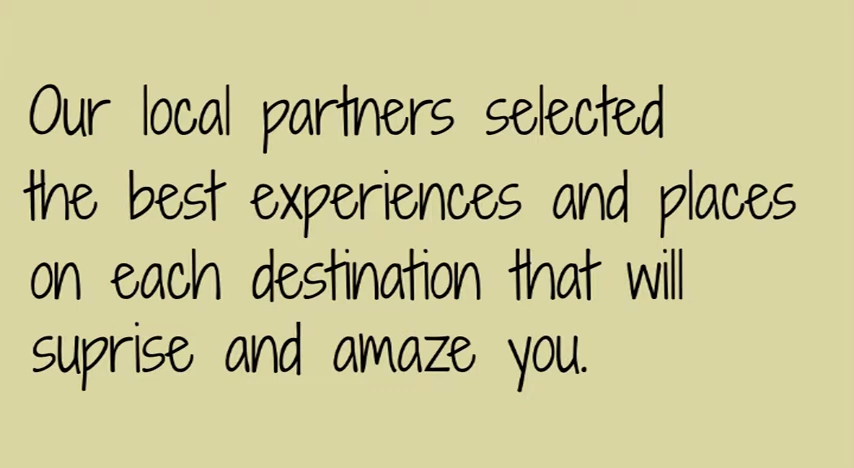 Our local partners selected
the best experiences and places
on each destination that will
suprise and amaze you.